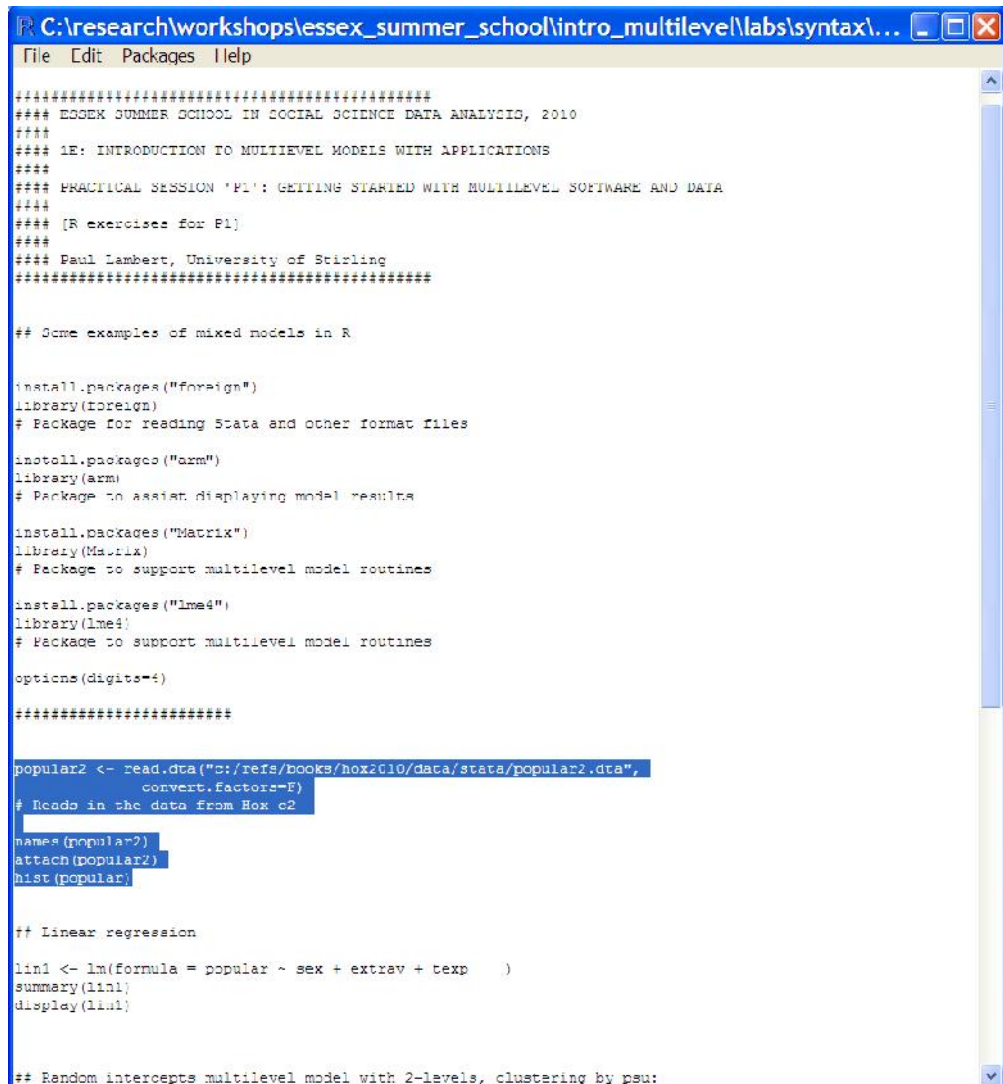 C:\research\workshops\essex_summer_school\intro_multilevel\labs\syntax\...
File Edit Packages Help
##############################################
#### ESSEX SUMMER SCHOOL IN SOCIAL SCIENCE DATA ANALYSIS, 2010
####
#### 1E: INTRODUCTION TO MULTIEVEL MODELS WITH APPLICATIONS
####
#### PRACTICAL SESSION 'P1': GETTING STARTED WITH MULTILEVEL SOFTWARE AND DATA
####
#### [R exercises for P1]
####
#### Paul Lambert, University of Stirling
##############################################
## Some examples of mixed models in R
install.packages("foreign")
library(foreign)
# Package for reading Stata and other format files
install.packages("arm")
library(arm)
# Package to assist displaying model results
install.packages("Matrix")
library(Matrix)
# Package to support multilevel model routines
install.packages("lme4")
library(lme4)
# Package to support multilevel model routines
options(digits=4)
########################
popular2 <- read.dta("c:/refs/books/hox2010/data/stata/popular2.dta",
convert.factors=F)
# Reads in the data from Hox c2
names(popular2)
attach(popular2)
hist(popular)
## Linear regression
lin1 <- lm(formula = popular ~ sex + extrav + texp )
summary(lin1)
display(lin1)
## Random intercepts multilevel model with 2-levels, clustering by psu: